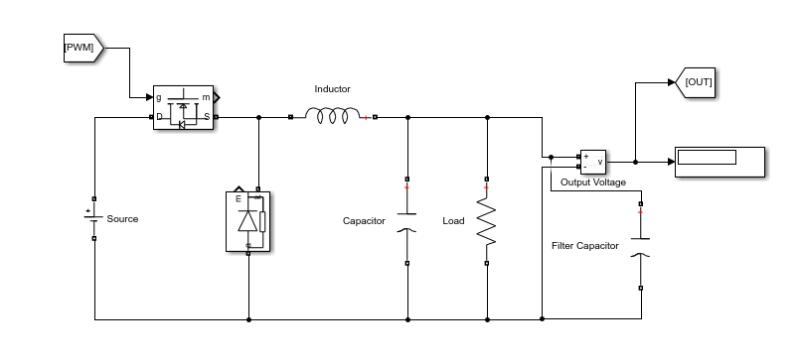 [PWM]
Inductor
[OUT]
g
m
D
S
+
v
-
Output Voltage
m
+
Source
Capacitor
Load
Filter Capacitor